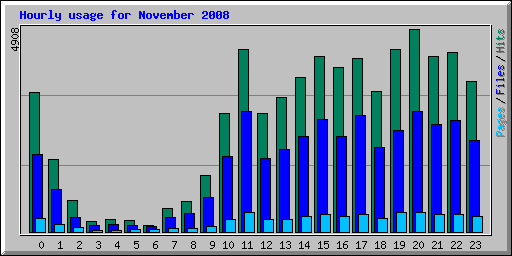 Hourly usage for November 2008
4908
Pages / Files / Hits
0 1 2 3 4 5 6 7 8 9 10 11 12 13 14 15 16 17 18 19 20 21 22 23